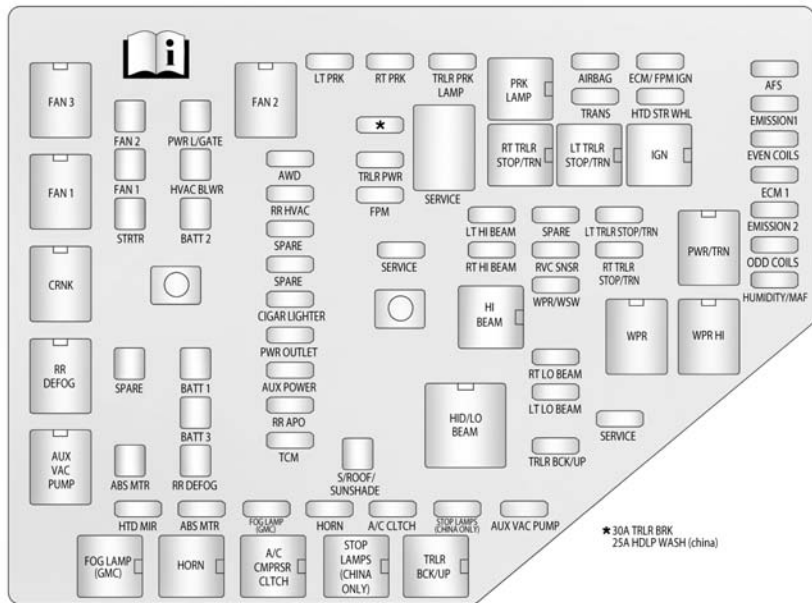 LT PRK
RT PRK
TRLR PRK
LAMP
PRK
LAMP
AIRBAG
ECM/ FPM IGN
AFS
FAN 3
FAN 2
FAN 2
PWR L/GATE
*
TRANS
HTD STR WHL
EMISSION1
RT TRLR
STOP/TRN
LT TRLR
STOP/TRN
IGN
EVEN COILS
AWD
TRLR PWR
SERVICE
FAN 1
FAN 1
HVAC BLWR
RR HVAC
FPM
ECM 1
STRTR
BATT 2
SPARE
LT HI BEAM
SPARE
LT TRLR STOP/TRN
EMISSION 2
SERVICE
RT HI BEAM
RVC SNSR
RT TRLR
STOP/TRN
PWR/TRN
ODD COILS
CRNK
SPARE
WPR/WSW
HUMIDITY/MAF
CIGAR LIGHTER
HI
BEAM
WPR
WPR HI
PWR OUTLET
RR
DEFOG
SPARE
BATT 1
AUX POWER
RT LO BEAM
LT LO BEAM
RR APO
BATT 3
HID/LO
BEAM
SERVICE
TCM
AUX
VAC
PUMP
ABS MTR
RR DEFOG
S/ROOF/
SUNSHADE
TRLR BCK/UP
HTD MIR
ABS MTR
FOG LAMP
(GMC)
HORN
A/C CLTCH
STOP LAMPS
(CHINA ONLY)
AUX VAC PUMP
* 30A TRLR BRK
25A HDLP WASH (china)
FOG LAMP
(GMC)
HORN
A/C
CMPRSR
CLTCH
STOP
LAMPS
(CHINA
ONLY)
TRLR
BCK/UP